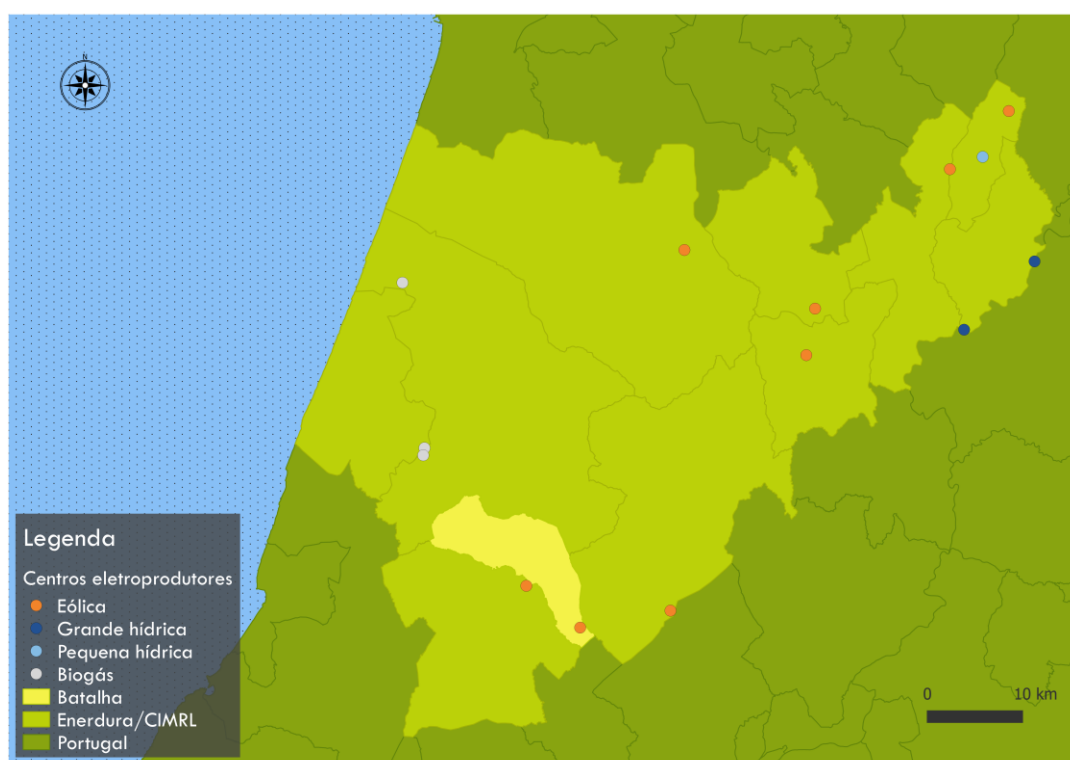 N
Legenda
Centros eletroprodutores
Eólica
Grande hídrica
Pequena hídrica
Biogás
Batalha
Enerdura/CIMRL
Portugal
0 10 km